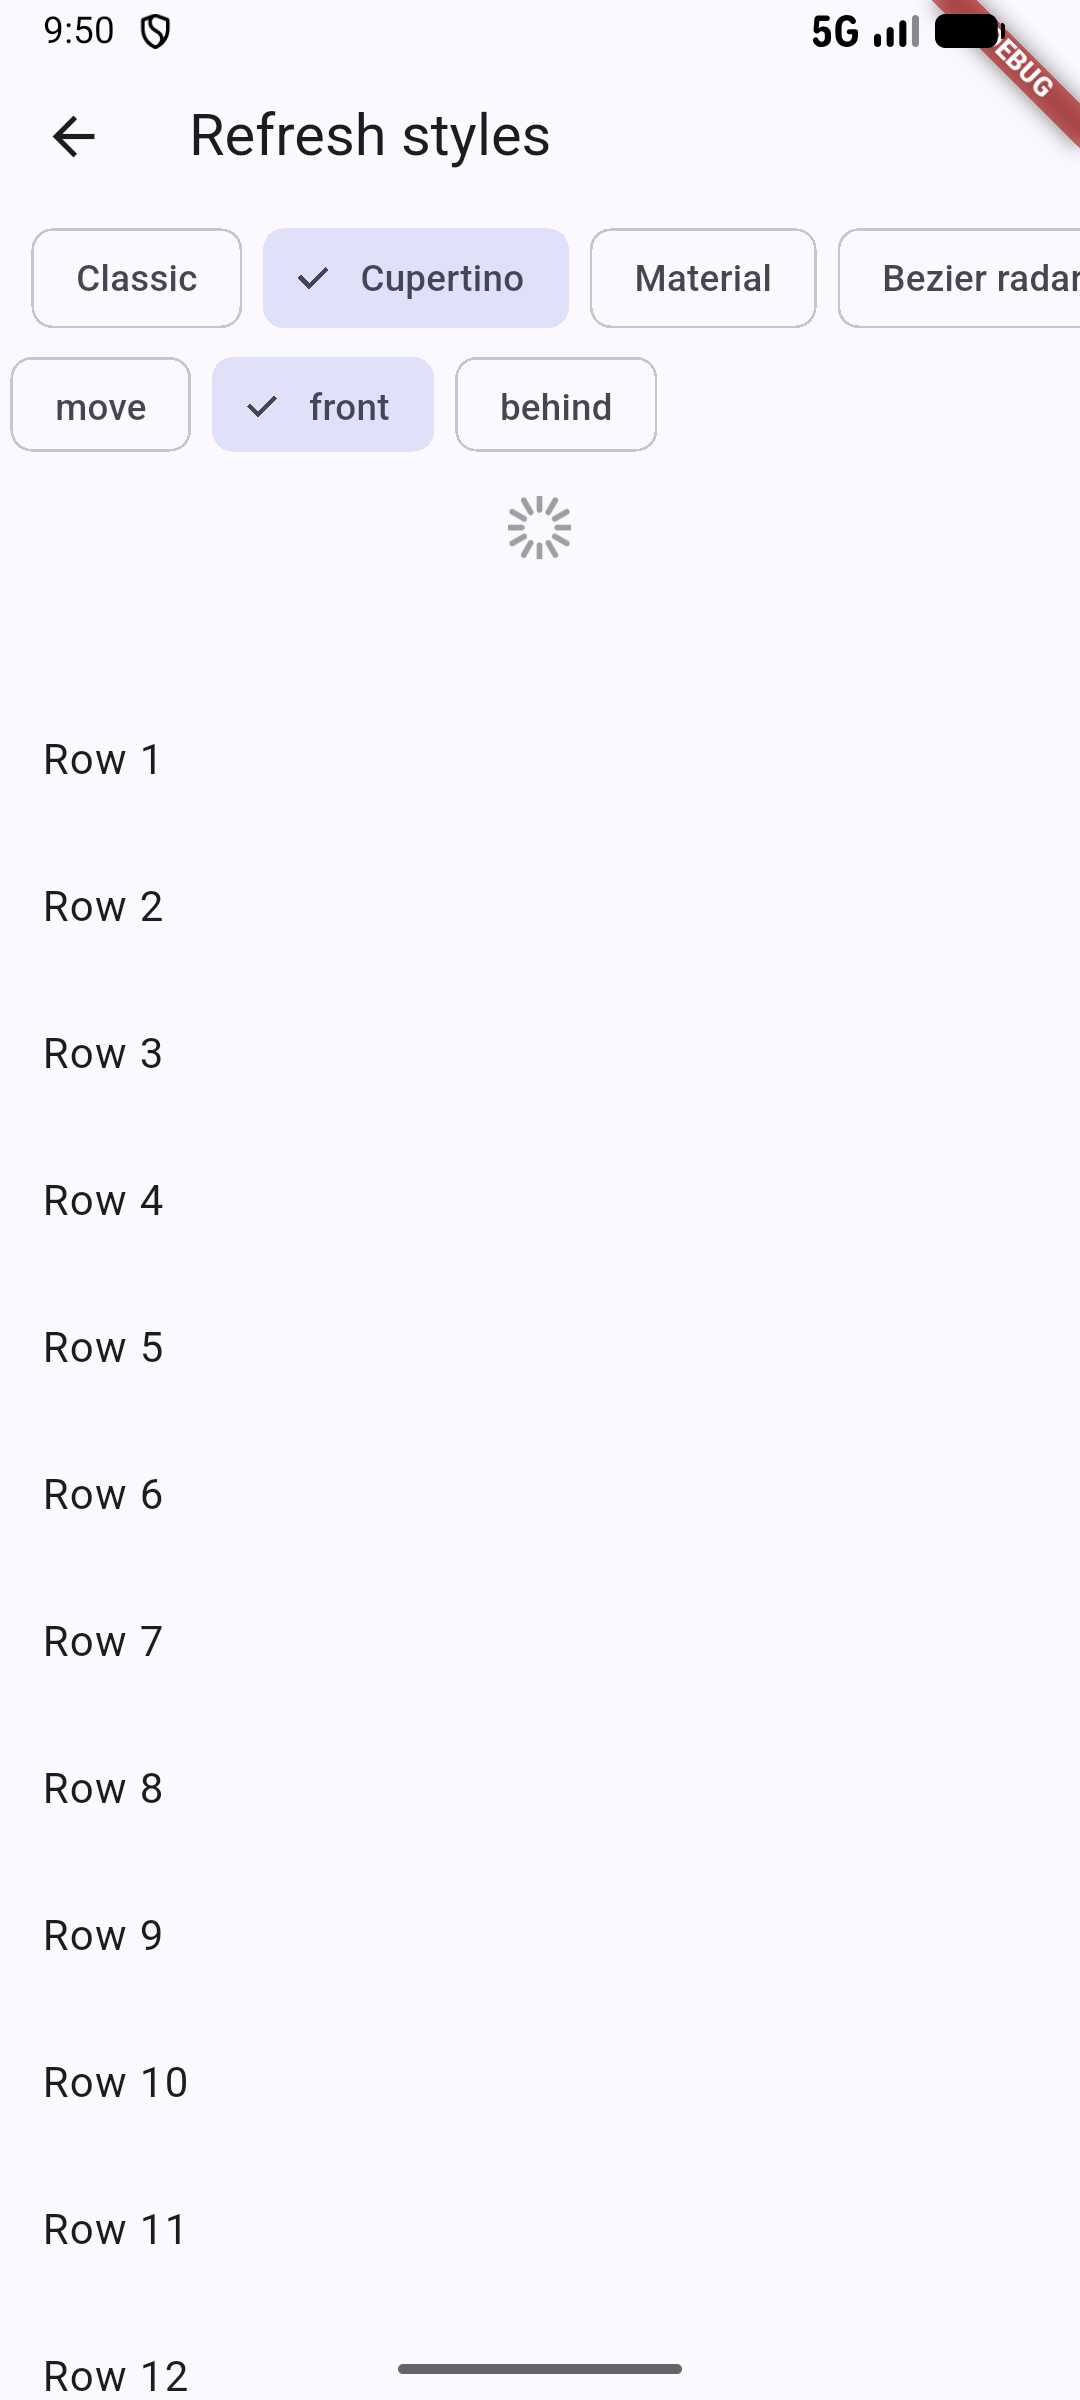 9:50 5G
EBUG
Refresh styles
Classic Cupertino Material Bezier radar
move front behind
Row 1
Row 2
Row 3
Row 4
Row 5
Row 6
Row 7
Row 8
Row 9
Row 10
Row 11
Row 12